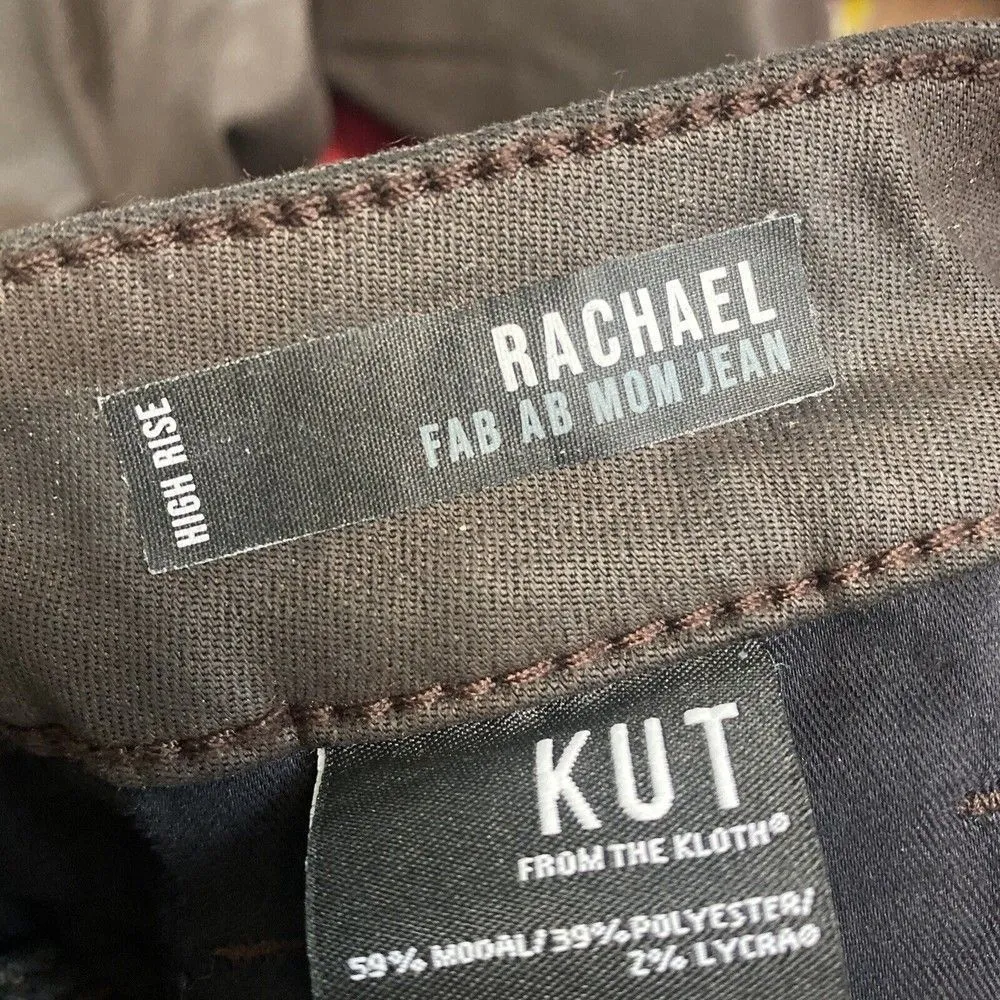 HIGH RISE
RACHAEL
FAB AB MOM JEAN
KUT
FROM THE KLOTH®
59% MODAL/39% POLYESTER/
2% LYCRA®